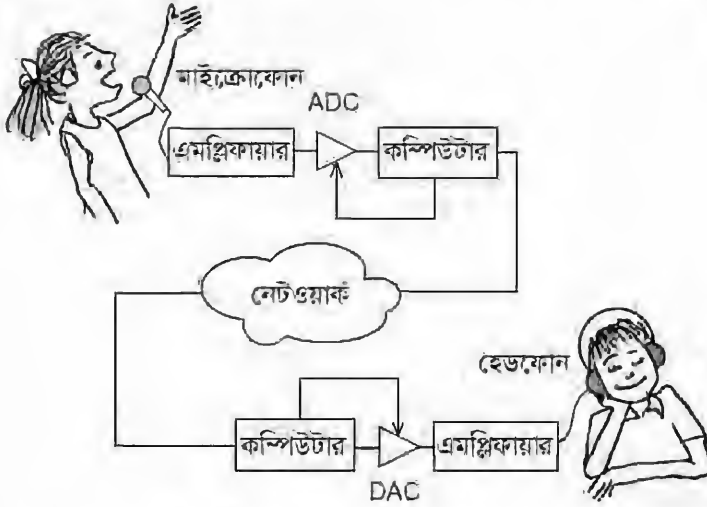 মাইক্রোফোন
ADC
এমপ্লিফায়ার
কম্পিউটার
নেটওয়ার্ক
হেডফোন
কম্পিউটার
এমপ্লিফায়ার
DAC